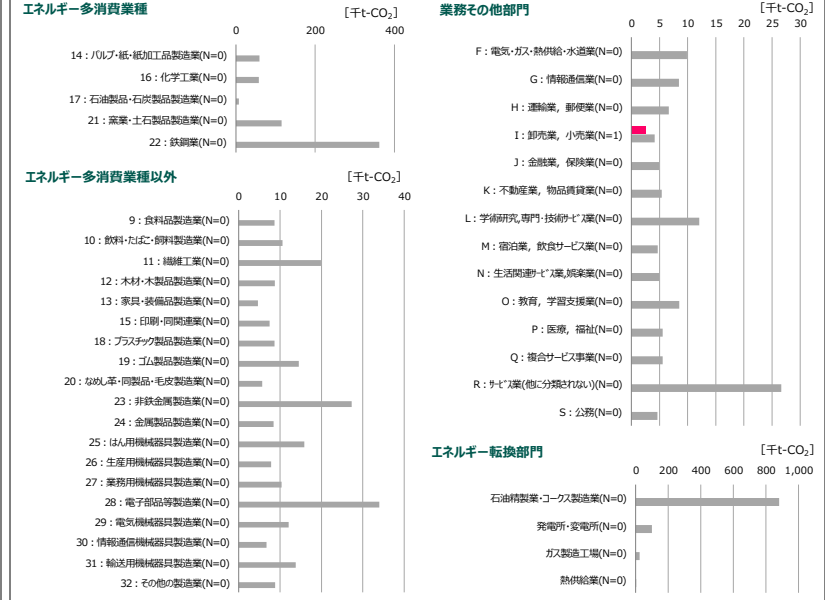 エネルギー多消費業種
[千t-CO₂]
0 200 400
14：パルプ・紙・紙加工品製造業(N=0)
16：化学工業(N=0)
17：石油製品・石炭製品製造業(N=0)
21：窯業・土石製品製造業(N=0)
22：鉄鋼業(N=0)
エネルギー多消費業種以外
[千t-CO₂]
0 10 20 30 40
9：食料品製造業(N=0)
10：飲料・たばこ・飼料製造業(N=0)
11：繊維工業(N=0)
12：木材・木製品製造業(N=0)
13：家具・装備品製造業(N=0)
15：印刷・同関連業(N=0)
18：プラスチック製品製造業(N=0)
19：ゴム製品製造業(N=0)
20：なめし革・同製品・毛皮製造業(N=0)
23：非鉄金属製造業(N=0)
24：金属製品製造業(N=0)
25：はん用機械器具製造業(N=0)
26：生産用機械器具製造業(N=0)
27：業務用機械器具製造業(N=0)
28：電子部品等製造業(N=0)
29：電気機械器具製造業(N=0)
30：情報通信機械器具製造業(N=0)
31：輸送用機械器具製造業(N=0)
32：その他の製造業(N=0)
業務その他部門
[千t-CO₂]
0 5 10 15 20 25 30
F：電気・ガス・熱供給・水道業(N=0)
G：情報通信業(N=0)
H：運輸業，郵便業(N=0)
I：卸売業，小売業(N=1)
J：金融業，保険業(N=0)
K：不動産業，物品賃貸業(N=0)
L：学術研究,専門・技術ｻｰﾋﾞｽ業(N=0)
M：宿泊業，飲食サービス業(N=0)
N：生活関連ｻｰﾋﾞｽ業,娯楽業(N=0)
O：教育，学習支援業(N=0)
P：医療，福祉(N=0)
Q：複合サービス事業(N=0)
R：ｻｰﾋﾞｽ業(他に分類されない)(N=0)
S：公務(N=0)
エネルギー転換部門
[千t-CO₂]
0 200 400 600 800 1,000
石油精製業・コークス製造業(N=0)
発電所・変電所(N=0)
ガス製造工場(N=0)
熱供給業(N=0)